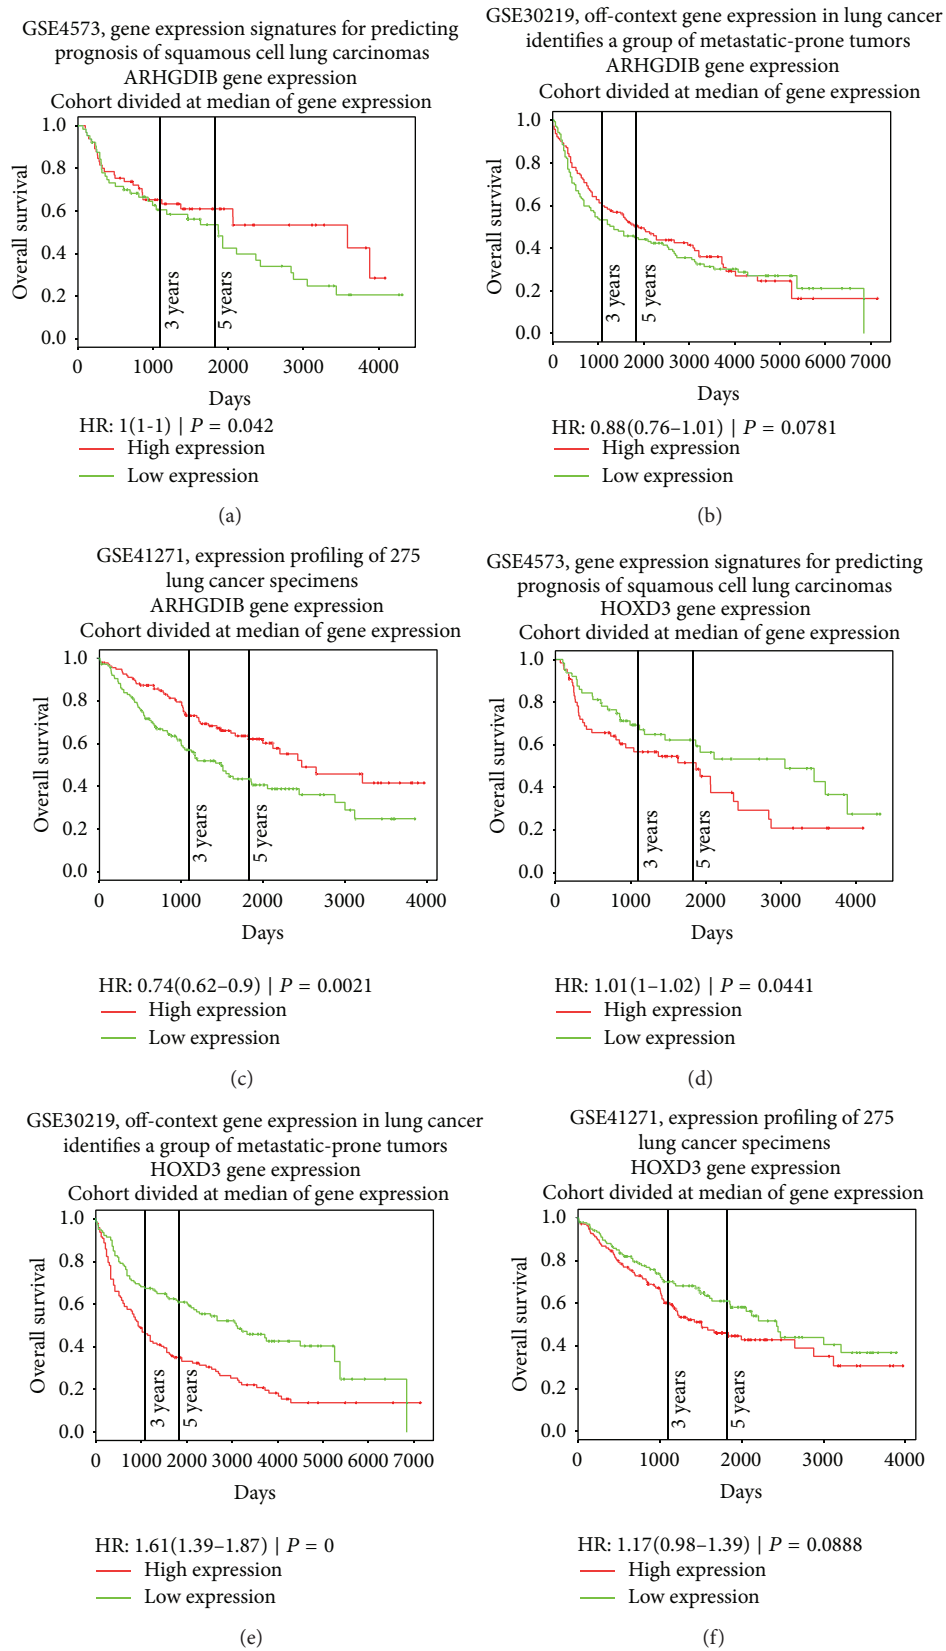 GSE4573, gene expression signatures for predicting
prognosis of squamous cell lung carcinomas
ARHGDIB gene expression
Cohort divided at median of gene expression
1.0
0.8
0.6
0.4
0.2
0.0
Overall survival
3 years
5 years
0 1000 2000 3000 4000
Days
HR: 1(1-1) | P = 0.042
High expression
Low expression
(a)
GSE30219, off-context gene expression in lung cancer
identifies a group of metastatic-prone tumors
ARHGDIB gene expression
Cohort divided at median of gene expression
1.0
0.8
0.6
0.4
0.2
0.0
Overall survival
3 years
5 years
0 1000 2000 3000 4000 5000 6000 7000
Days
HR: 0.88(0.76–1.01) | P = 0.0781
High expression
Low expression
(b)
GSE41271, expression profiling of 275
lung cancer specimens
ARHGDIB gene expression
Cohort divided at median of gene expression
1.0
0.8
0.6
0.4
0.2
0.0
Overall survival
3 years
5 years
0 1000 2000 3000 4000
Days
HR: 0.74(0.62–0.9) | P = 0.0021
High expression
Low expression
(c)
GSE4573, gene expression signatures for predicting
prognosis of squamous cell lung carcinomas
HOXD3 gene expression
Cohort divided at median of gene expression
1.0
0.8
0.6
0.4
0.2
0.0
Overall survival
3 years
5 years
0 1000 2000 3000 4000
Days
HR: 1.01(1–1.02) | P = 0.0441
High expression
Low expression
(d)
GSE30219, off-context gene expression in lung cancer
identifies a group of metastatic-prone tumors
HOXD3 gene expression
Cohort divided at median of gene expression
1.0
0.8
0.6
0.4
0.2
0.0
Overall survival
3 years
5 years
0 1000 2000 3000 4000 5000 6000 7000
Days
HR: 1.61(1.39–1.87) | P = 0
High expression
Low expression
(e)
GSE41271, expression profiling of 275
lung cancer specimens
HOXD3 gene expression
Cohort divided at median of gene expression
1.0
0.8
0.6
0.4
0.2
0.0
Overall survival
3 years
5 years
0 1000 2000 3000 4000
Days
HR: 1.17(0.98–1.39) | P = 0.0888
High expression
Low expression
(f)